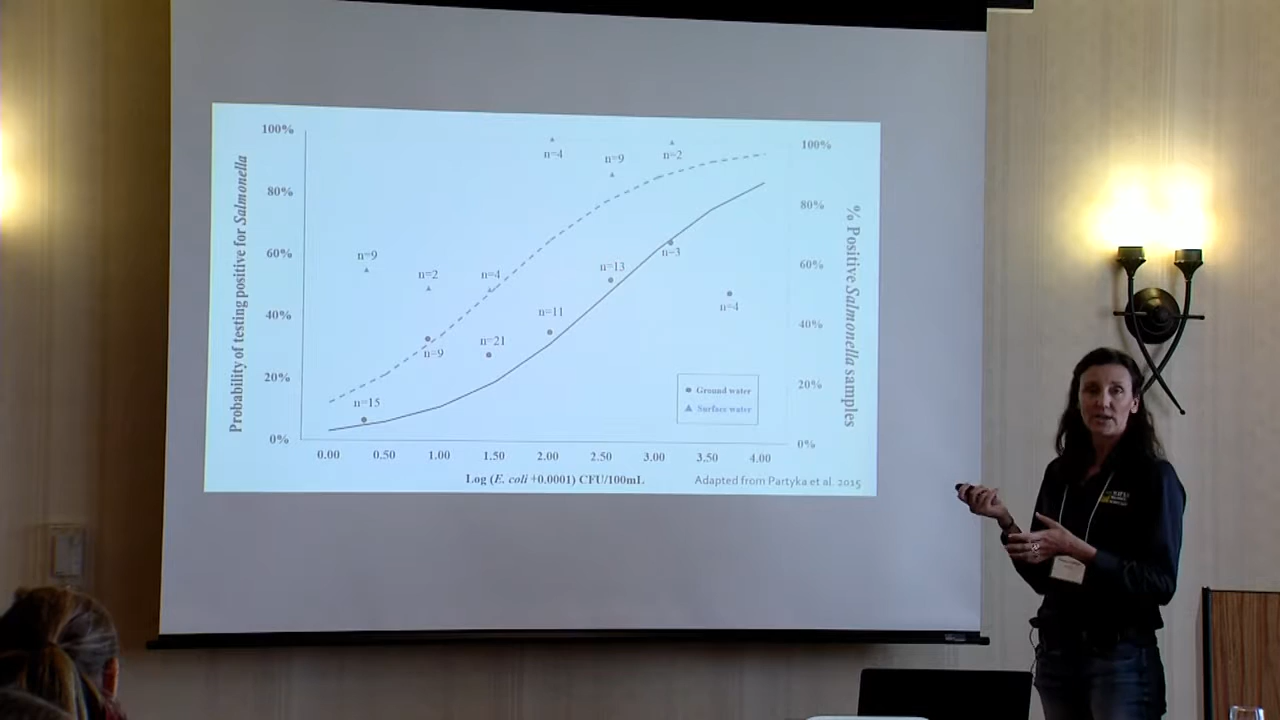 Probability of testing positive for Salmonella
100%
80%
60%
40%
20%
0%
n=9
n=2
n=4
n=4
n=9
n=2
n=15
n=9
n=21
n=11
n=13
n=3
n=4
Ground water
Surface water
100%
80%
60%
40%
20%
0%
% Positive Salmonella samples
0.00 0.50 1.00 1.50 2.00 2.50 3.00 3.50 4.00
Log (E. coli +0.0001) CFU/100mL
Adapted from Partyka et al. 2015